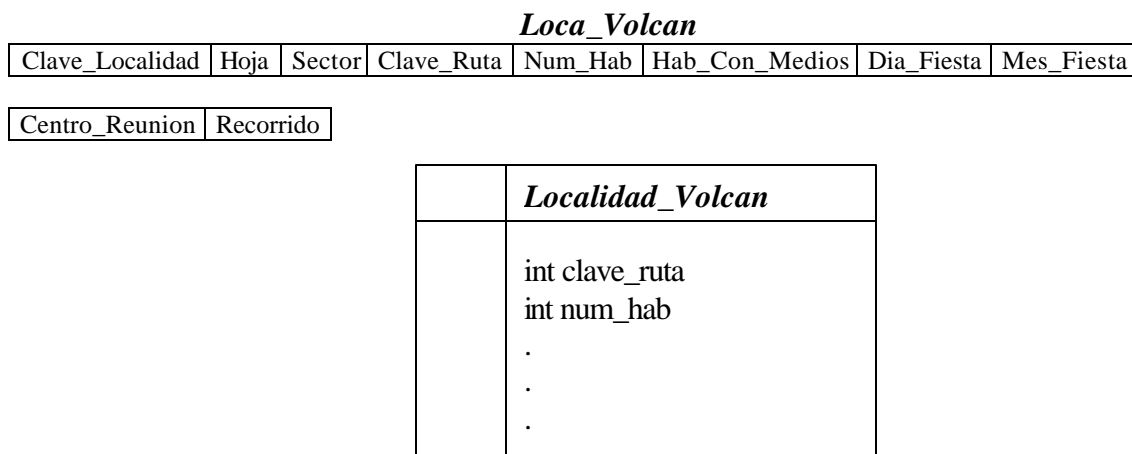 Loca_Volcan
Clave_Localidad Hoja Sector Clave_Ruta Num_Hab Hab_Con_Medios Dia_Fiesta Mes_Fiesta
Centro_Reunion Recorrido
Localidad_Volcan
int clave_ruta
int num_hab
.
.
.